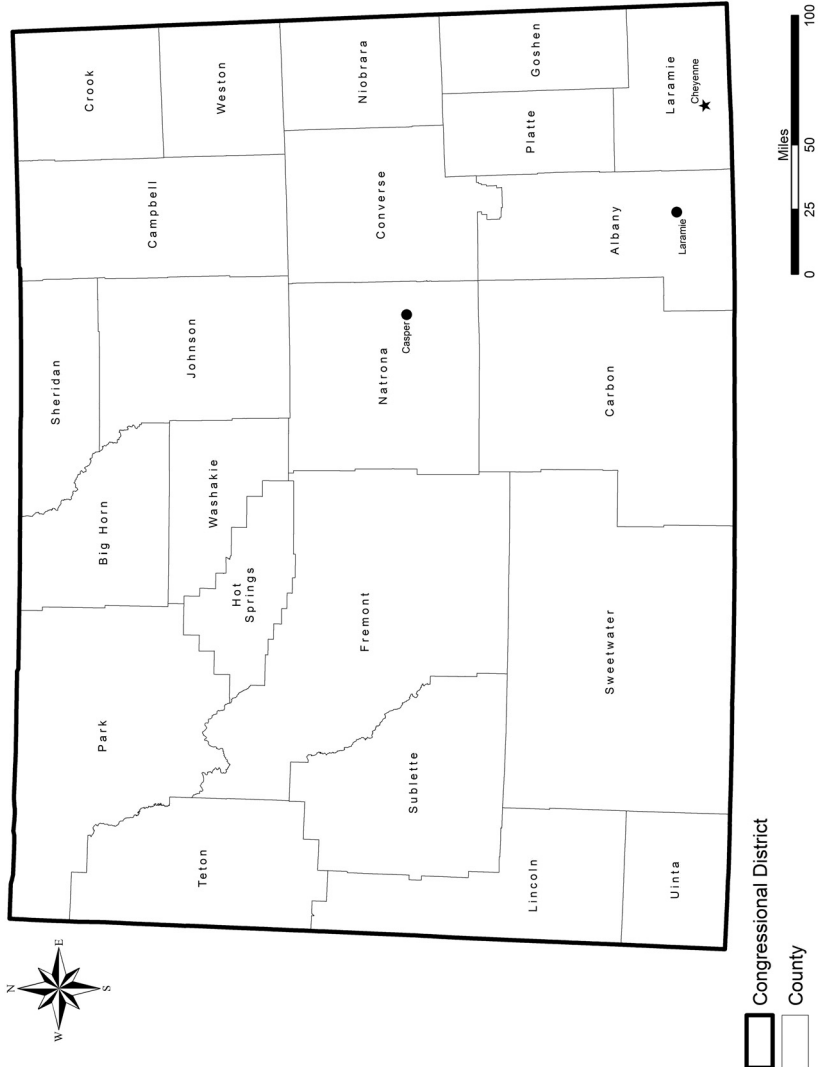 N
W
E
S
Crook
Sheridan
Campbell
Big Horn
Park
Weston
Johnson
Washakie
Teton
Hot
Springs
Niobrara
Converse
Natrona
Casper
Fremont
Sublette
Goshen
Platte
Albany
Carbon
Sweetwater
Lincoln
Laramie
Cheyenne
Laramie
Uinta
Congressional District
County
Miles
0
25
50
100